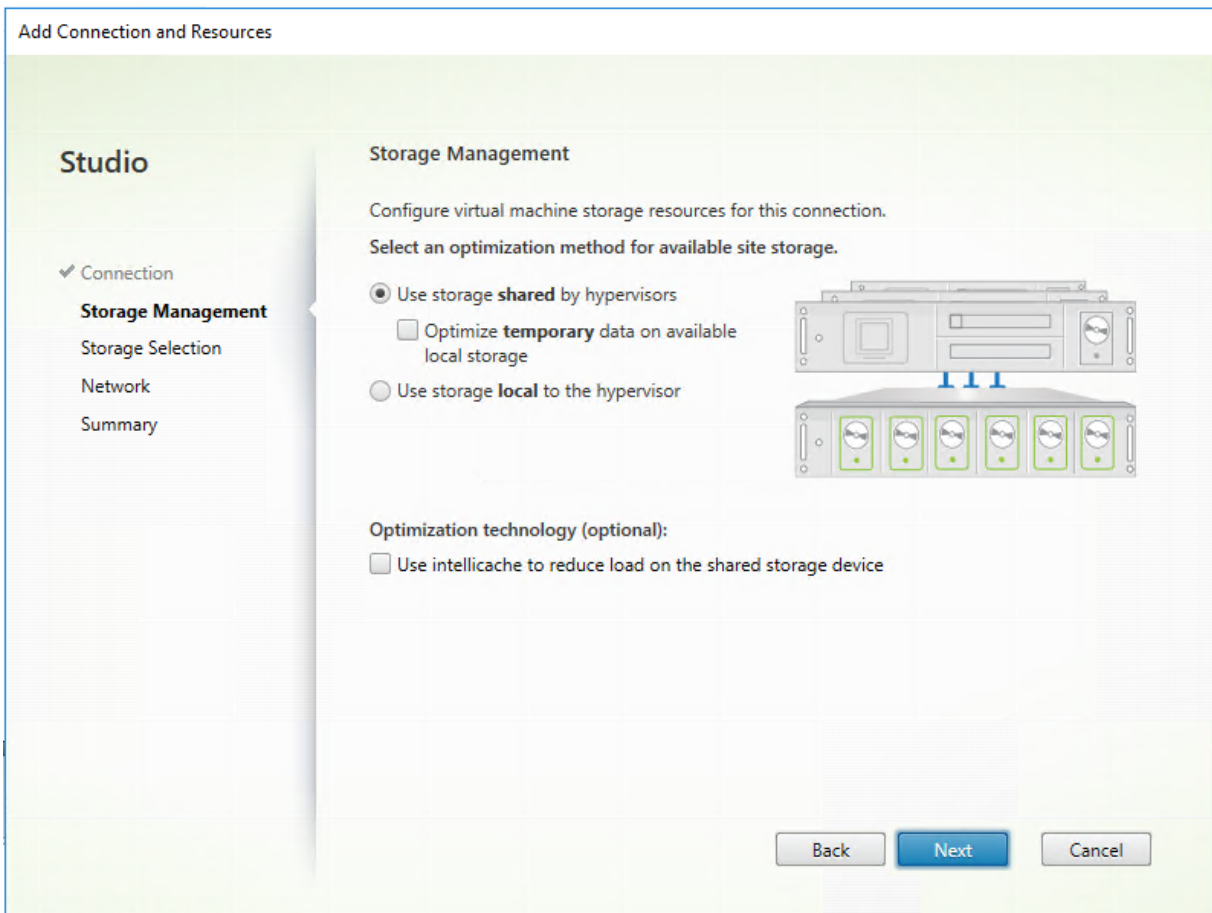 Add Connection and Resources
Studio
✔ Connection
Storage Management
Storage Selection
Network
Summary
Storage Management
Configure virtual machine storage resources for this connection.
Select an optimization method for available site storage.
Use storage shared by hypervisors
Optimize temporary data on available
local storage
Use storage local to the hypervisor
Optimization technology (optional):
Use intellicache to reduce load on the shared storage device
Back
Next
Cancel